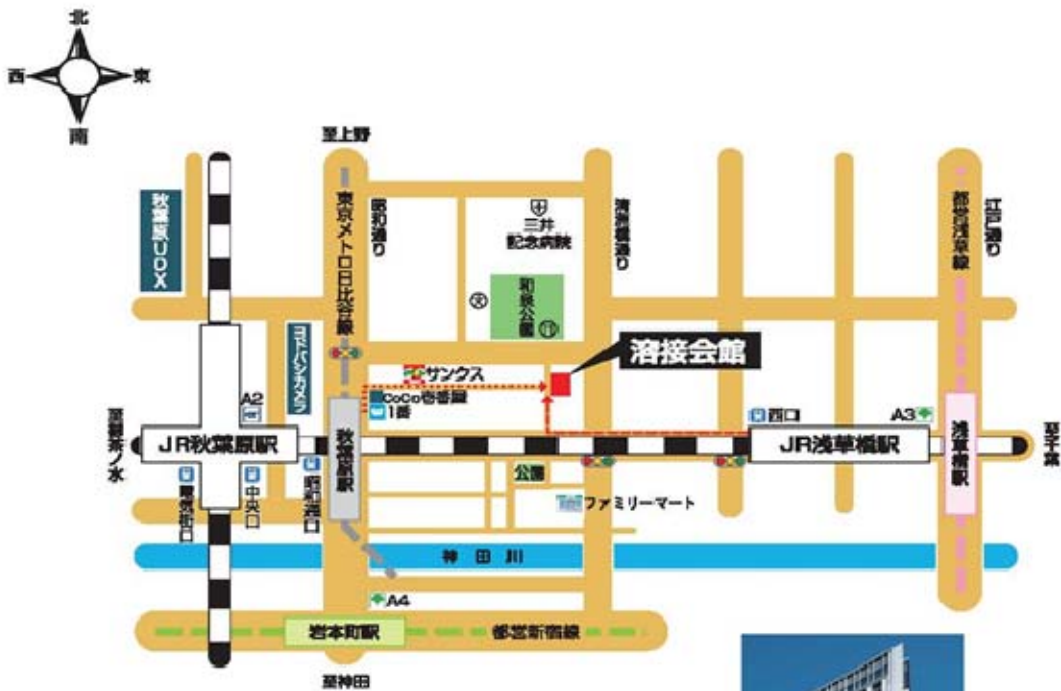 北
西
東
南
至上野
秋葉原UDX
東京メトロ日比谷線
昭和通り
三井
記念病院
清洲橋通り
都営浅草線
江戸通り
和泉公園
文
ヨドバシカメラ
サンクス
溶接会館
CoCo壱番屋
1番
A2
西口
A3
至御茶ノ水
JR秋葉原駅
秋葉原駅
JR浅草橋駅
浅草橋駅
至千葉
電気街口
中央口
昭和通口
公園
ファミリーマート
神田川
A4
岩本町駅
都営新宿線
至神田